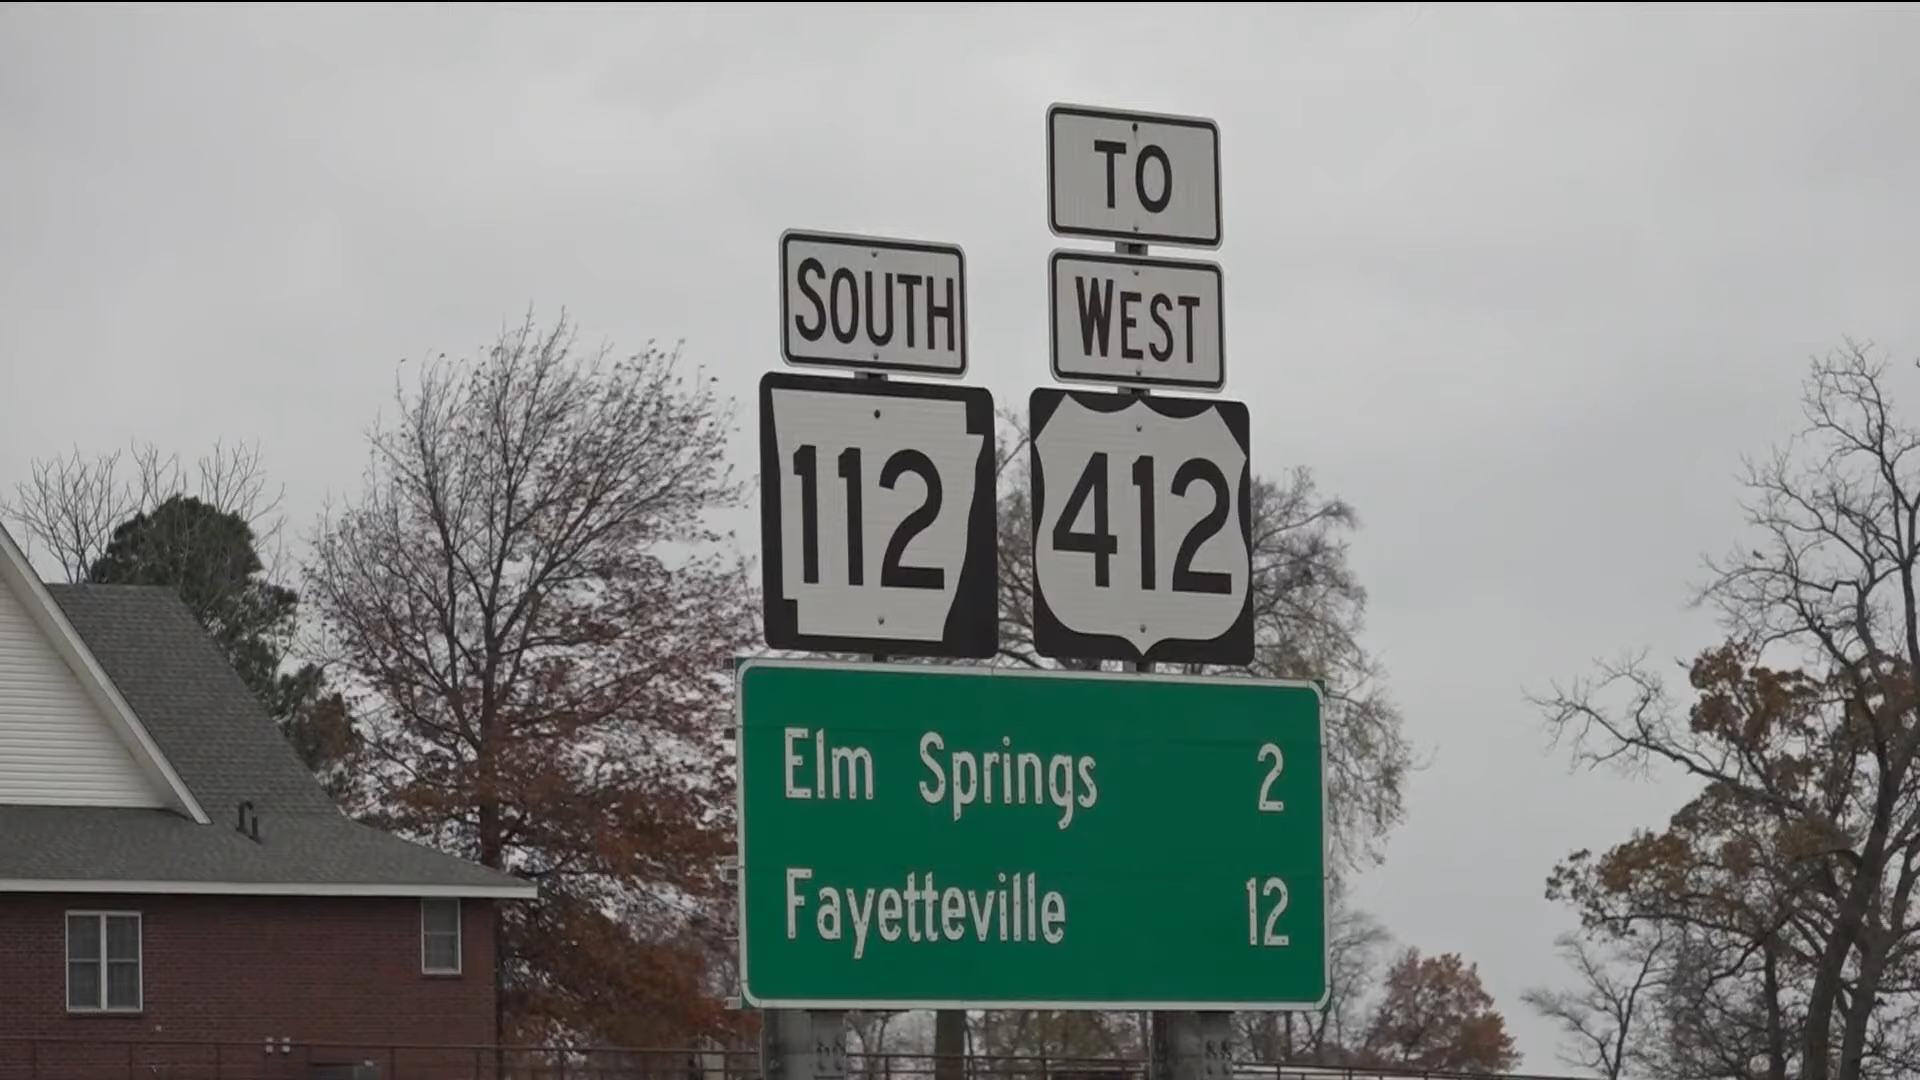 TO
SOUTH
WEST
112
412
Elm Springs 2
Fayetteville 12